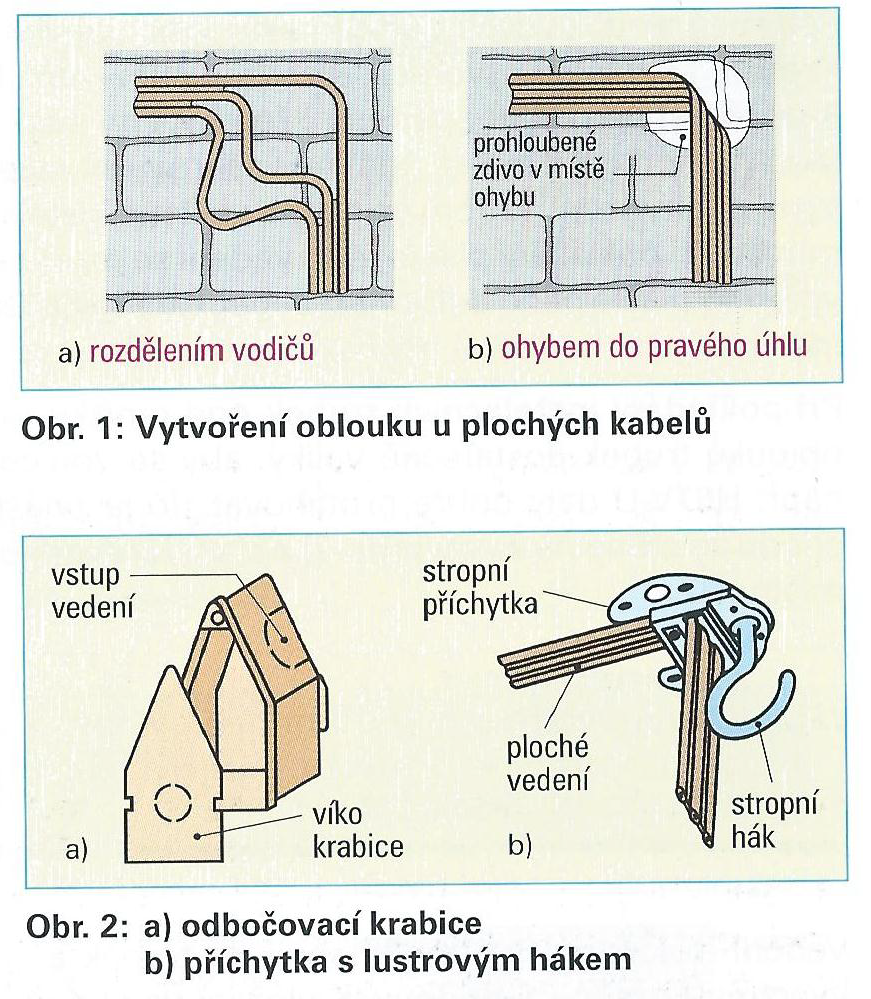 prohloubené
zdivo v místě
ohybu
a) rozdělením vodičů
b) ohybem do pravého úhlu
Obr. 1: Vytvoření oblouku u plochých kabelů
vstup
vedení
víko
krabice
a)
stropní
příchytka
ploché
vedení
stropní
hák
b)
Obr. 2: a) odbočovací krabice
b) příchytka s lustrovým hákem